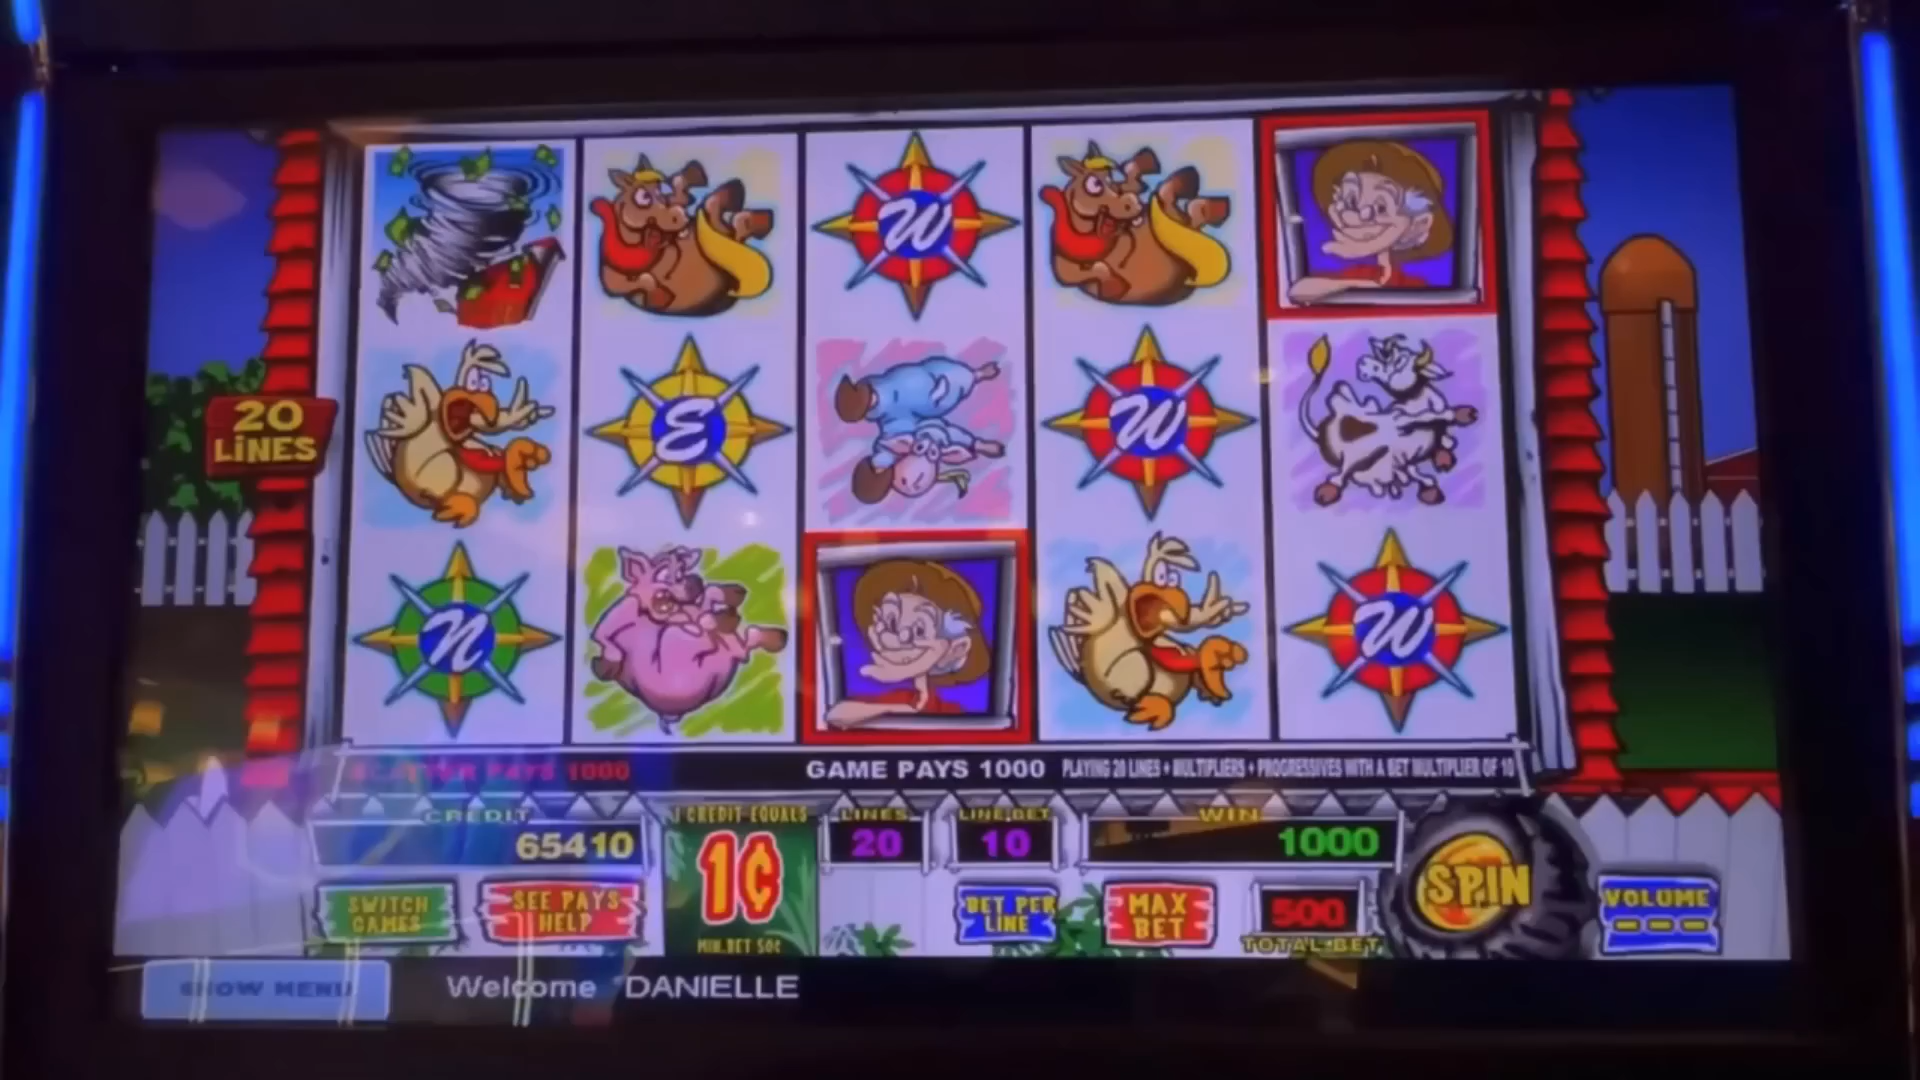 W
20
LiNES
E
W
N
W
SCATTER PAYS 1000
GAME PAYS 1000
PLAYING 20 LINES • MULTIPLIERS • PROGRESSIVES WITH A BET MULTIPLIER OF 10
CREDIT
65410
1 CREDIT EQUALS
1¢
MIN.BET 50¢
LINES
20
LINE BET
10
WIN
1000
SWITCH
GAMES
SEE PAYS
HELP
BET PER
LINE
MAX
BET
500
TOTAL BET
SPIN
VOLUME
SHOW MENU
Welcome DANIELLE